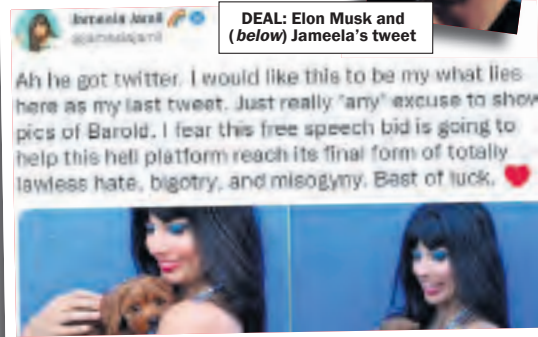 DEAL: Elon Musk and
(below) Jameela's tweet
Jameela Jamil
@jameelajamil
Ah he got twitter. I would like this to be my what lies
here as my last tweet. Just really *any* excuse to show
pics of Barold. I fear this free speech bid is going to
help this hell platform reach its final form of totally
lawless hate, bigotry, and misogyny. Best of luck.